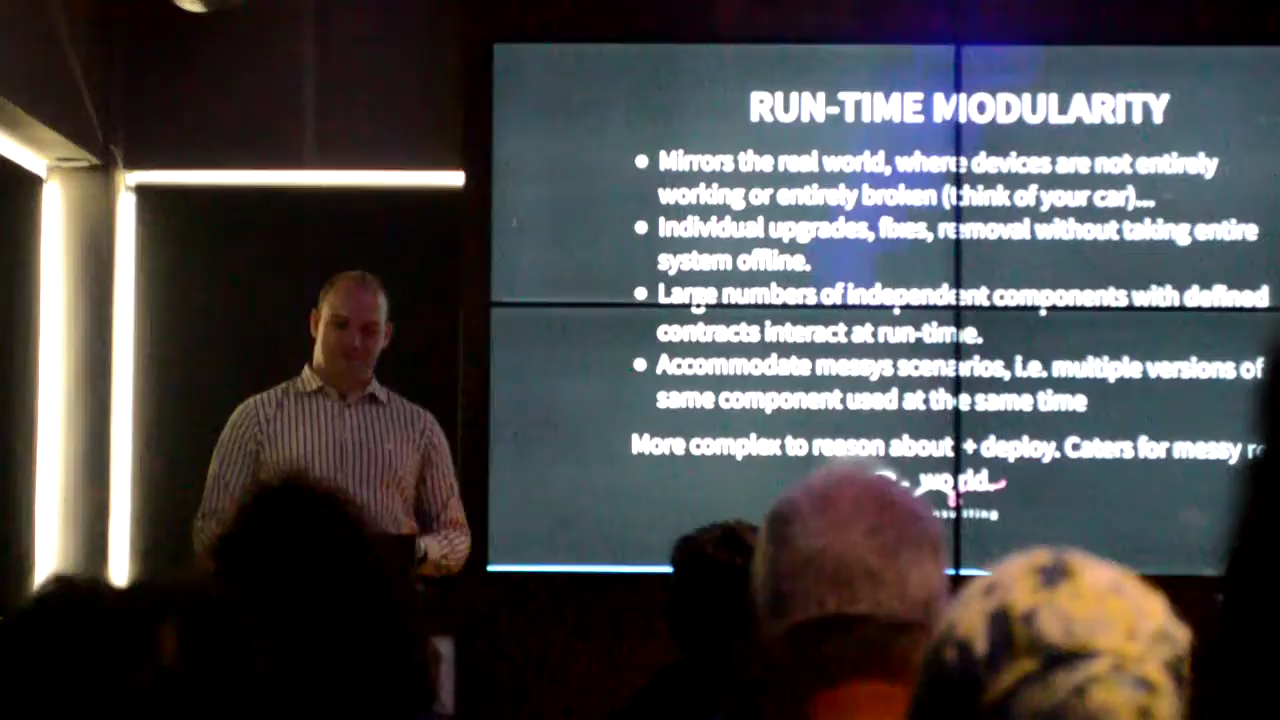 RUN-TIME MODULARITY
• Mirrors the real world, where devices are not entirely
working or entirely broken (think of your car)...
• Individual upgrades, fixes, removal without taking entire
system offline.
• Large numbers of independent components with defined
contracts interact at run-time.
• Accommodate messys scenarios, i.e. multiple versions of
same component used at the same time
More complex to reason about + deploy. Caters for messy
world.